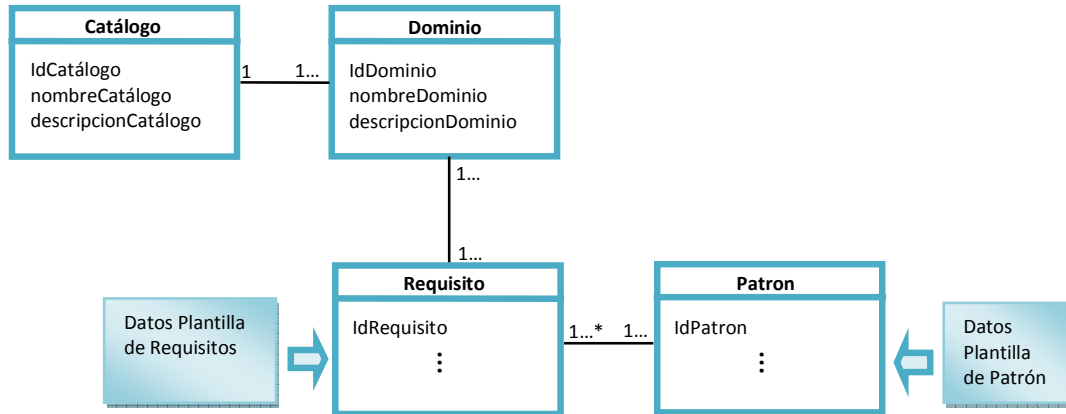 Catálogo
IdCatálogo
nombreCatálogo
descripcionCatálogo
1
1...
Dominio
IdDominio
nombreDominio
descripcionDominio
1...
1...
Requisito
IdRequisito
⋮
1...*
1...
Patron
IdPatron
⋮
Datos Plantilla
de Requisitos
Datos
Plantilla
de Patrón